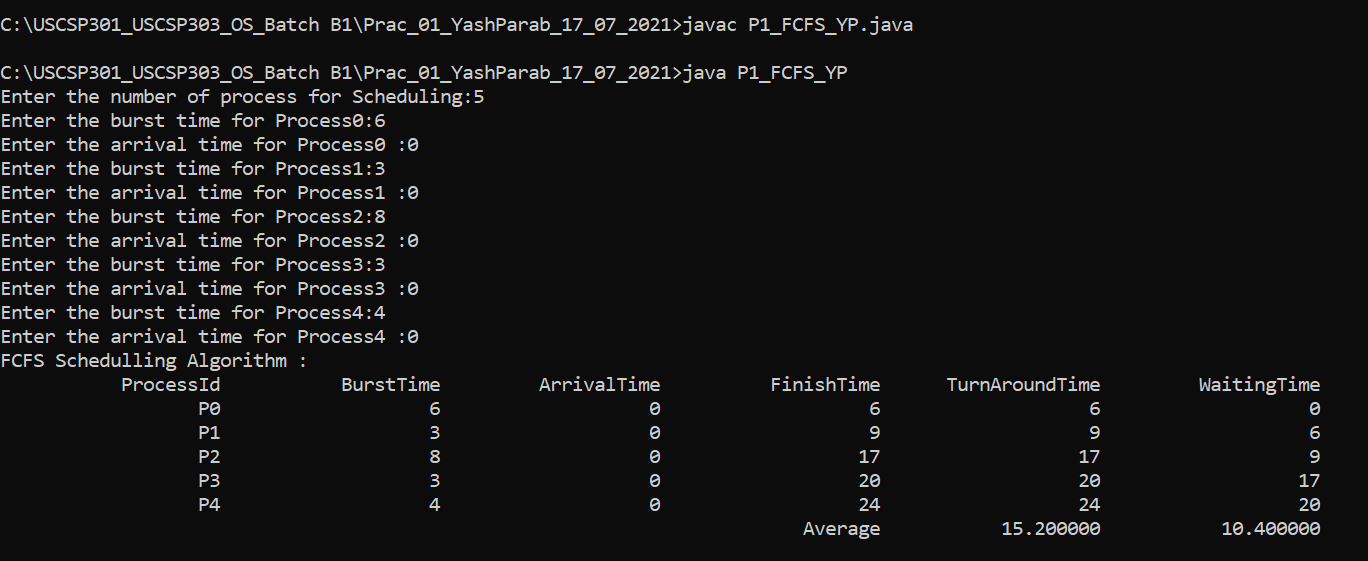 C:\USCSP301_USCSP303_OS_Batch B1\Prac_01_YashParab_17_07_2021>javac P1_FCFS_YP.java
C:\USCSP301_USCSP303_OS_Batch B1\Prac_01_YashParab_17_07_2021>java P1_FCFS_YP
Enter the number of process for Scheduling:5
Enter the burst time for Process0:6
Enter the arrival time for Process0 :0
Enter the burst time for Process1:3
Enter the arrival time for Process1 :0
Enter the burst time for Process2:8
Enter the arrival time for Process2 :0
Enter the burst time for Process3:3
Enter the arrival time for Process3 :0
Enter the burst time for Process4:4
Enter the arrival time for Process4 :0
FCFS Schedulling Algorithm :
ProcessId BurstTime ArrivalTime FinishTime TurnAroundTime WaitingTime
P0 6 0 6 6 0
P1 3 0 9 9 6
P2 8 0 17 17 9
P3 3 0 20 20 17
P4 4 0 24 24 20
Average 15.200000 10.400000